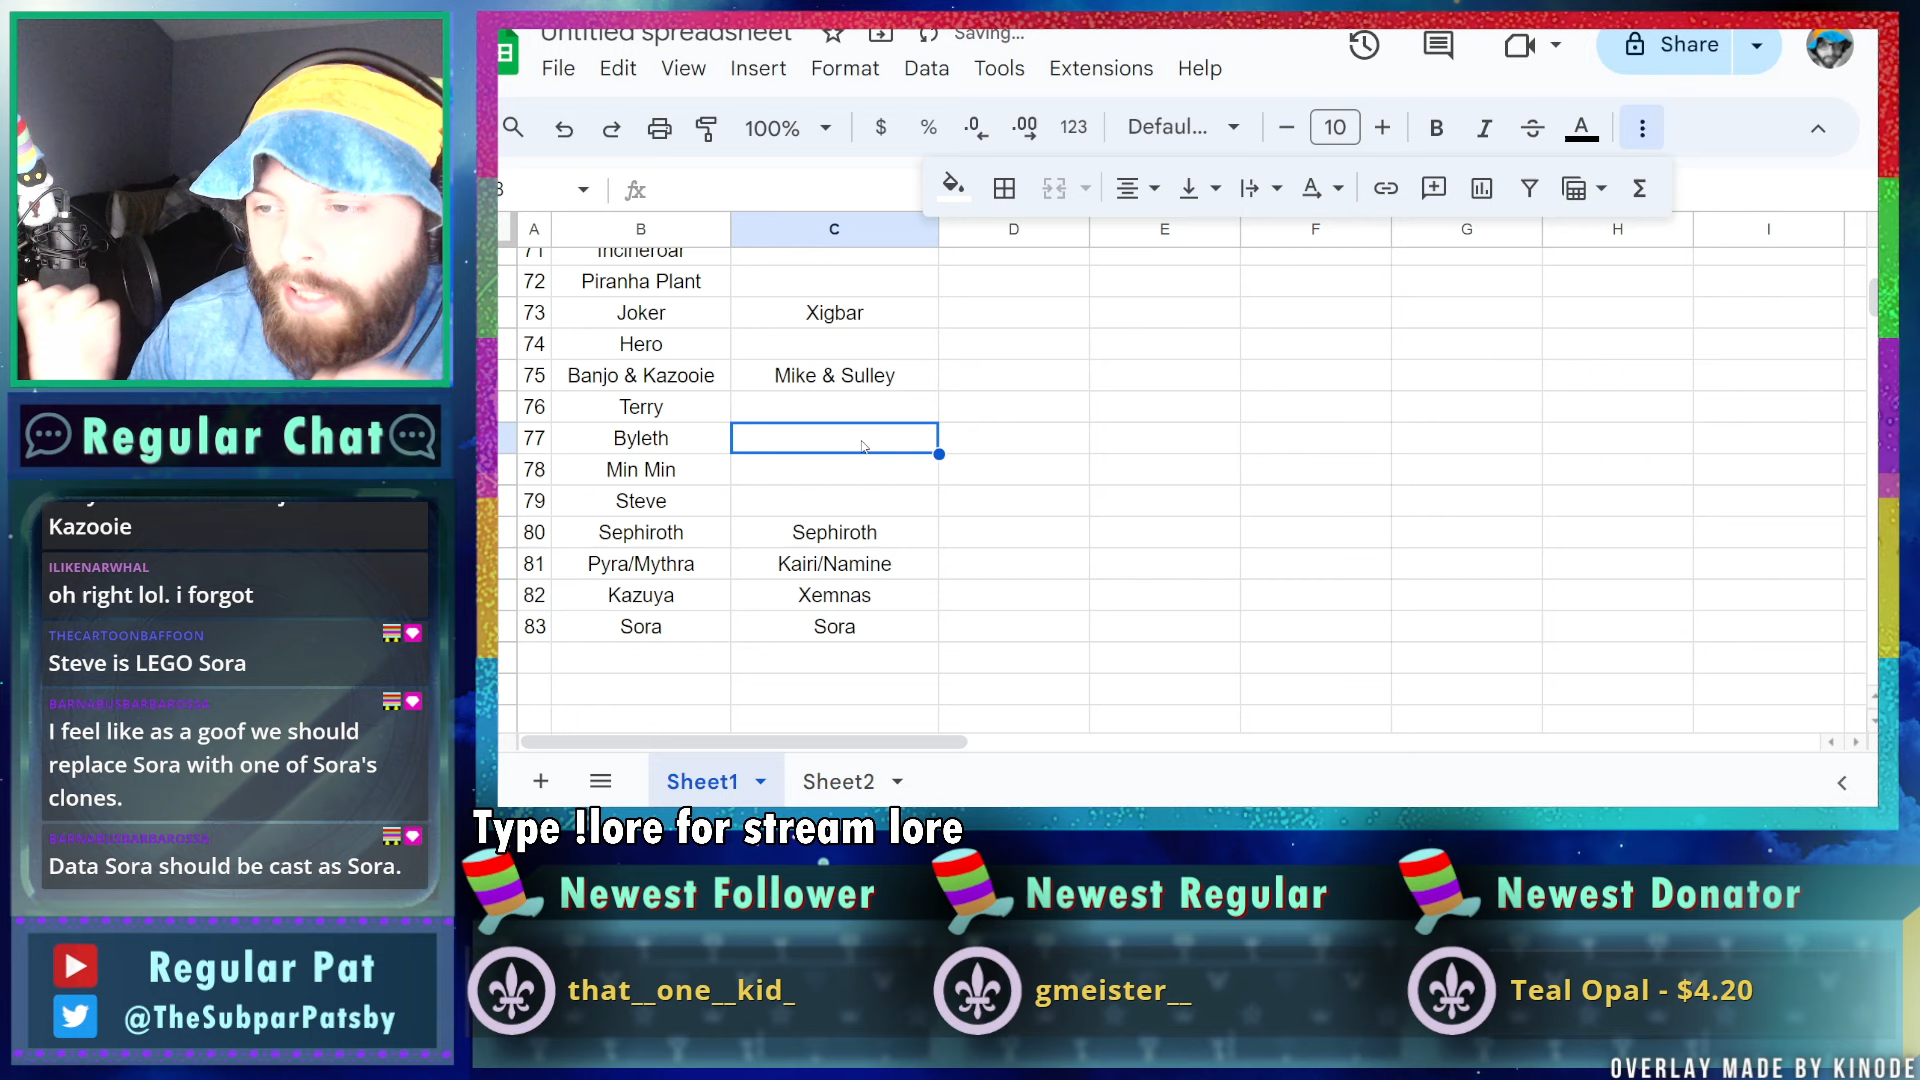 Untitled spreadsheet
Saving...
File Edit View Insert Format Data Tools Extensions Help
Share
100% $ % .0 .00 123 Defaul... 10 B I S A
fx
A B C D E F G H I
71 Incineroar
72 Piranha Plant
73 Joker Xigbar
74 Hero
75 Banjo & Kazooie Mike & Sulley
76 Terry
77 Byleth
78 Min Min
79 Steve
80 Sephiroth Sephiroth
81 Pyra/Mythra Kairi/Namine
82 Kazuya Xemnas
83 Sora Sora
Sheet1 Sheet2
Regular Chat
Kazooie
ILIKENARWHAL
oh right lol. i forgot
THECARTOONBAFFOON
Steve is LEGO Sora
BARNABUSBARBAROSSA
I feel like as a goof we should
replace Sora with one of Sora's
clones.
BARNABUSBARBAROSSA
Data Sora should be cast as Sora.
Regular Pat
@TheSubparPatsby
Type !lore for stream lore
Newest Follower
that__one__kid_
Newest Regular
gmeister__
Newest Donator
Teal Opal - $4.20
OVERLAY MADE BY KINODE